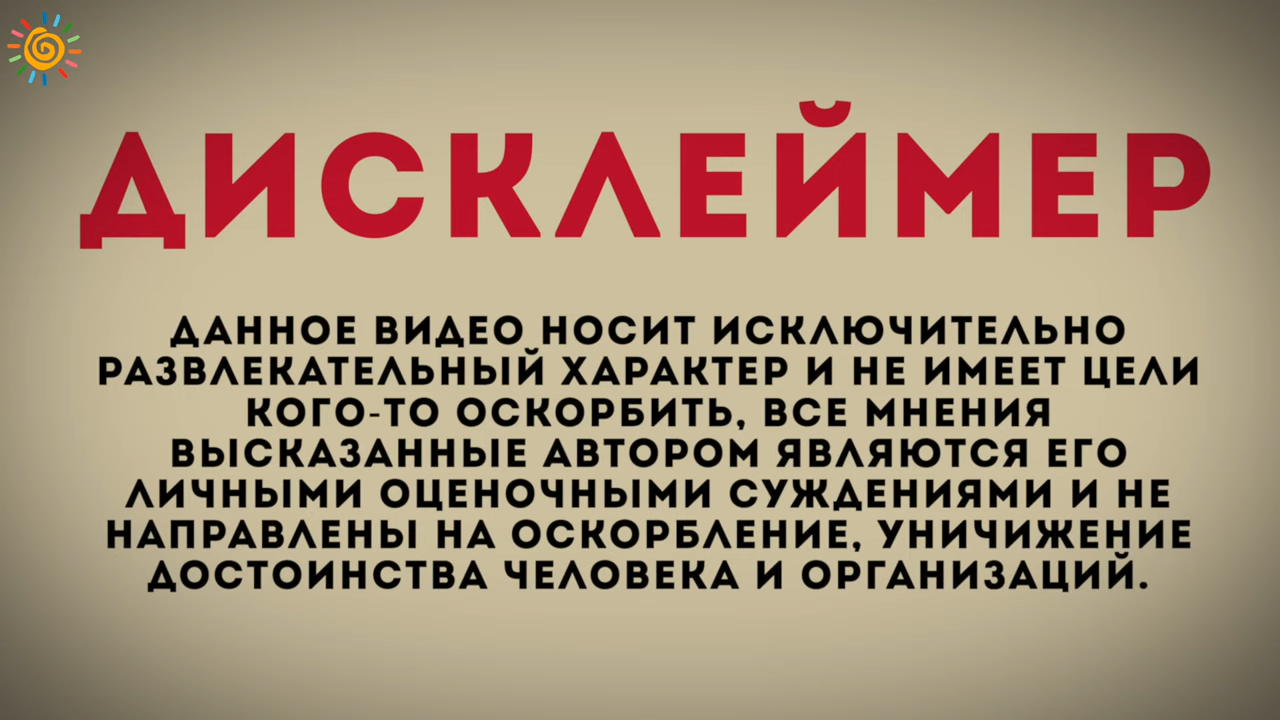 ДИСКЛЕЙМЕР
ДАННОЕ ВИДЕО НОСИТ ИСКЛЮЧИТЕЛЬНО
РАЗВЛЕКАТЕЛЬНЫЙ ХАРАКТЕР И НЕ ИМЕЕТ ЦЕЛИ
КОГО-ТО ОСКОРБИТЬ, ВСЕ МНЕНИЯ
ВЫСКАЗАННЫЕ АВТОРОМ ЯВЛЯЮТСЯ ЕГО
ЛИЧНЫМИ ОЦЕНОЧНЫМИ СУЖДЕНИЯМИ И НЕ
НАПРАВЛЕНЫ НА ОСКОРБЛЕНИЕ, УНИЧИЖЕНИЕ
ДОСТОИНСТВА ЧЕЛОВЕКА И ОРГАНИЗАЦИЙ.